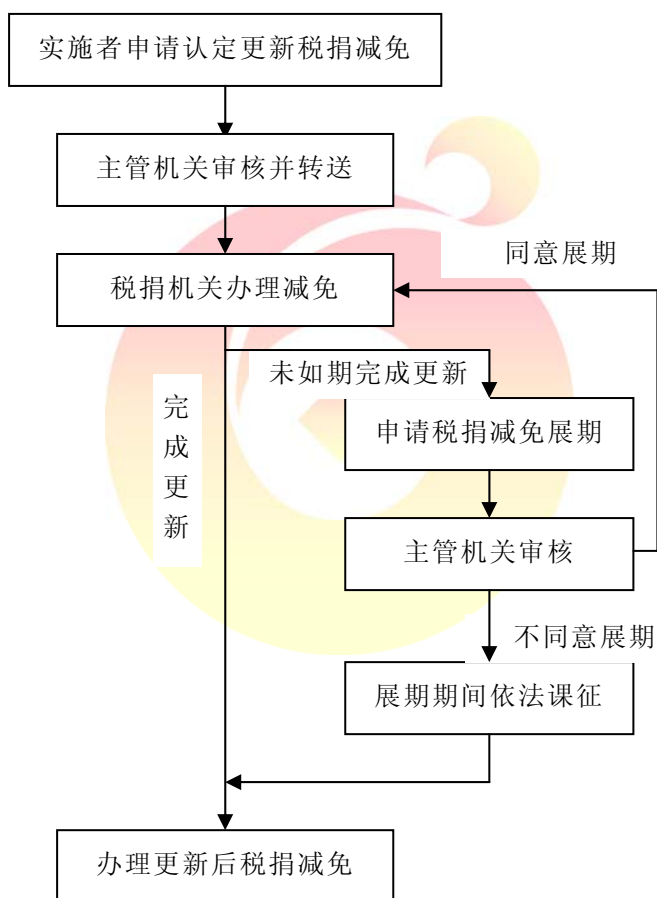 实施者申请认定更新税捐减免
主管机关审核并转送
同意展期
税捐机关办理减免
未如期完成更新
完成更新
申请税捐减免展期
主管机关审核
不同意展期
展期期间依法课征
办理更新后税捐减免